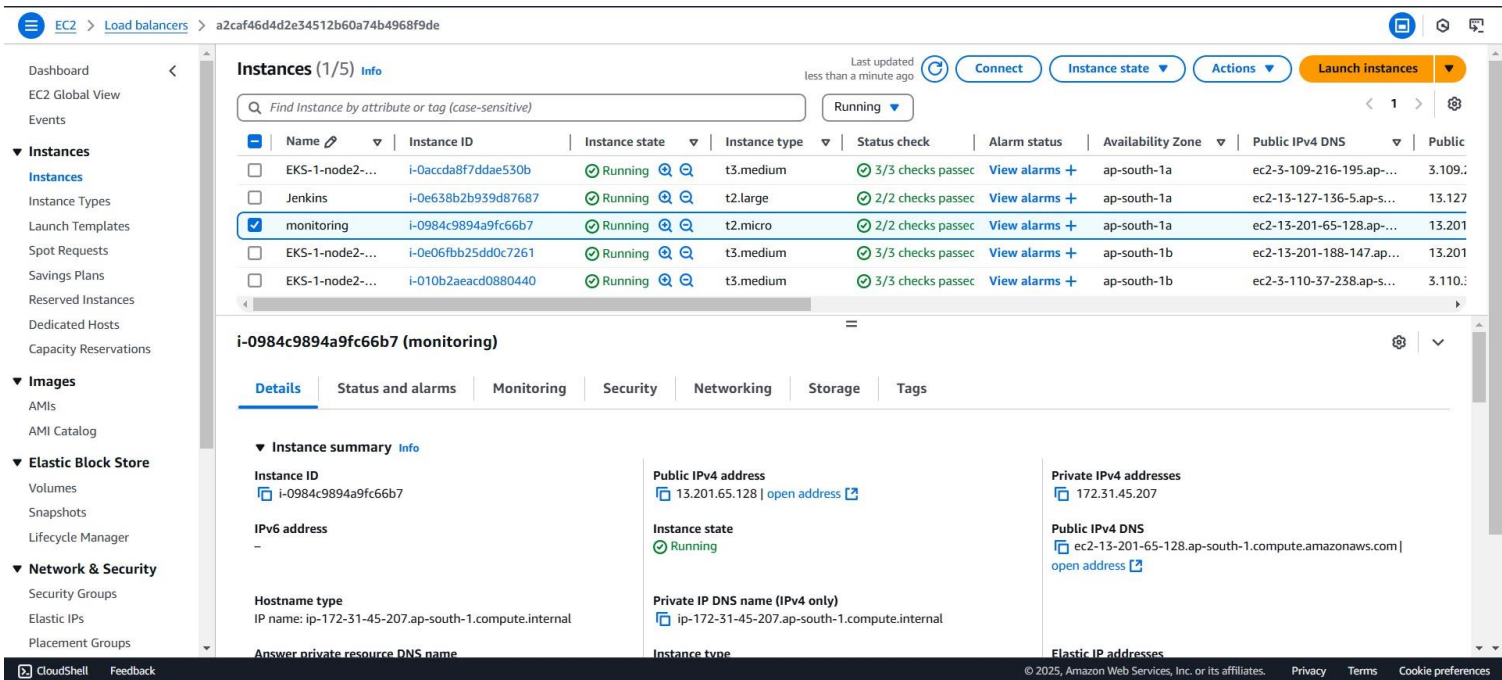 EC2 > Load balancers > a2caf46d4d2e34512b60a74b4968f9de
Dashboard
EC2 Global View
Events
Instances
Instances
Instance Types
Launch Templates
Spot Requests
Savings Plans
Reserved Instances
Dedicated Hosts
Capacity Reservations
Images
AMIs
AMI Catalog
Elastic Block Store
Volumes
Snapshots
Lifecycle Manager
Network & Security
Security Groups
Elastic IPs
Placement Groups
Instances (1/5) Info
Last updated
less than a minute ago
Connect Instance state Actions Launch instances
Find Instance by attribute or tag (case-sensitive) Running 1
Name Instance ID Instance state Instance type Status check Alarm status Availability Zone Public IPv4 DNS Public
EKS-1-node2-... i-0accda8f7ddae530b Running t3.medium 3/3 checks passec View alarms + ap-south-1a ec2-3-109-216-195.ap-... 3.109.2
Jenkins i-0e638b2b939d87687 Running t2.large 2/2 checks passec View alarms + ap-south-1a ec2-13-127-136-5.ap-s... 13.127
monitoring i-0984c9894a9fc66b7 Running t2.micro 2/2 checks passec View alarms + ap-south-1a ec2-13-201-65-128.ap-... 13.201
EKS-1-node2-... i-0e06fbb25dd0c7261 Running t3.medium 3/3 checks passec View alarms + ap-south-1b ec2-13-201-188-147.ap... 13.201
EKS-1-node2-... i-010b2aeacd0880440 Running t3.medium 3/3 checks passec View alarms + ap-south-1b ec2-3-110-37-238.ap-s... 3.110.
i-0984c9894a9fc66b7 (monitoring)
Details Status and alarms Monitoring Security Networking Storage Tags
Instance summary Info
Instance ID Public IPv4 address Private IPv4 addresses
i-0984c9894a9fc66b7 13.201.65.128 | open address 172.31.45.207
IPv6 address Instance state Public IPv4 DNS
– Running ec2-13-201-65-128.ap-south-1.compute.amazonaws.com |
open address
Hostname type Private IP DNS name (IPv4 only)
IP name: ip-172-31-45-207.ap-south-1.compute.internal ip-172-31-45-207.ap-south-1.compute.internal
Answer private resource DNS name Instance type Elastic IP addresses
CloudShell Feedback © 2025, Amazon Web Services, Inc. or its affiliates. Privacy Terms Cookie preferences